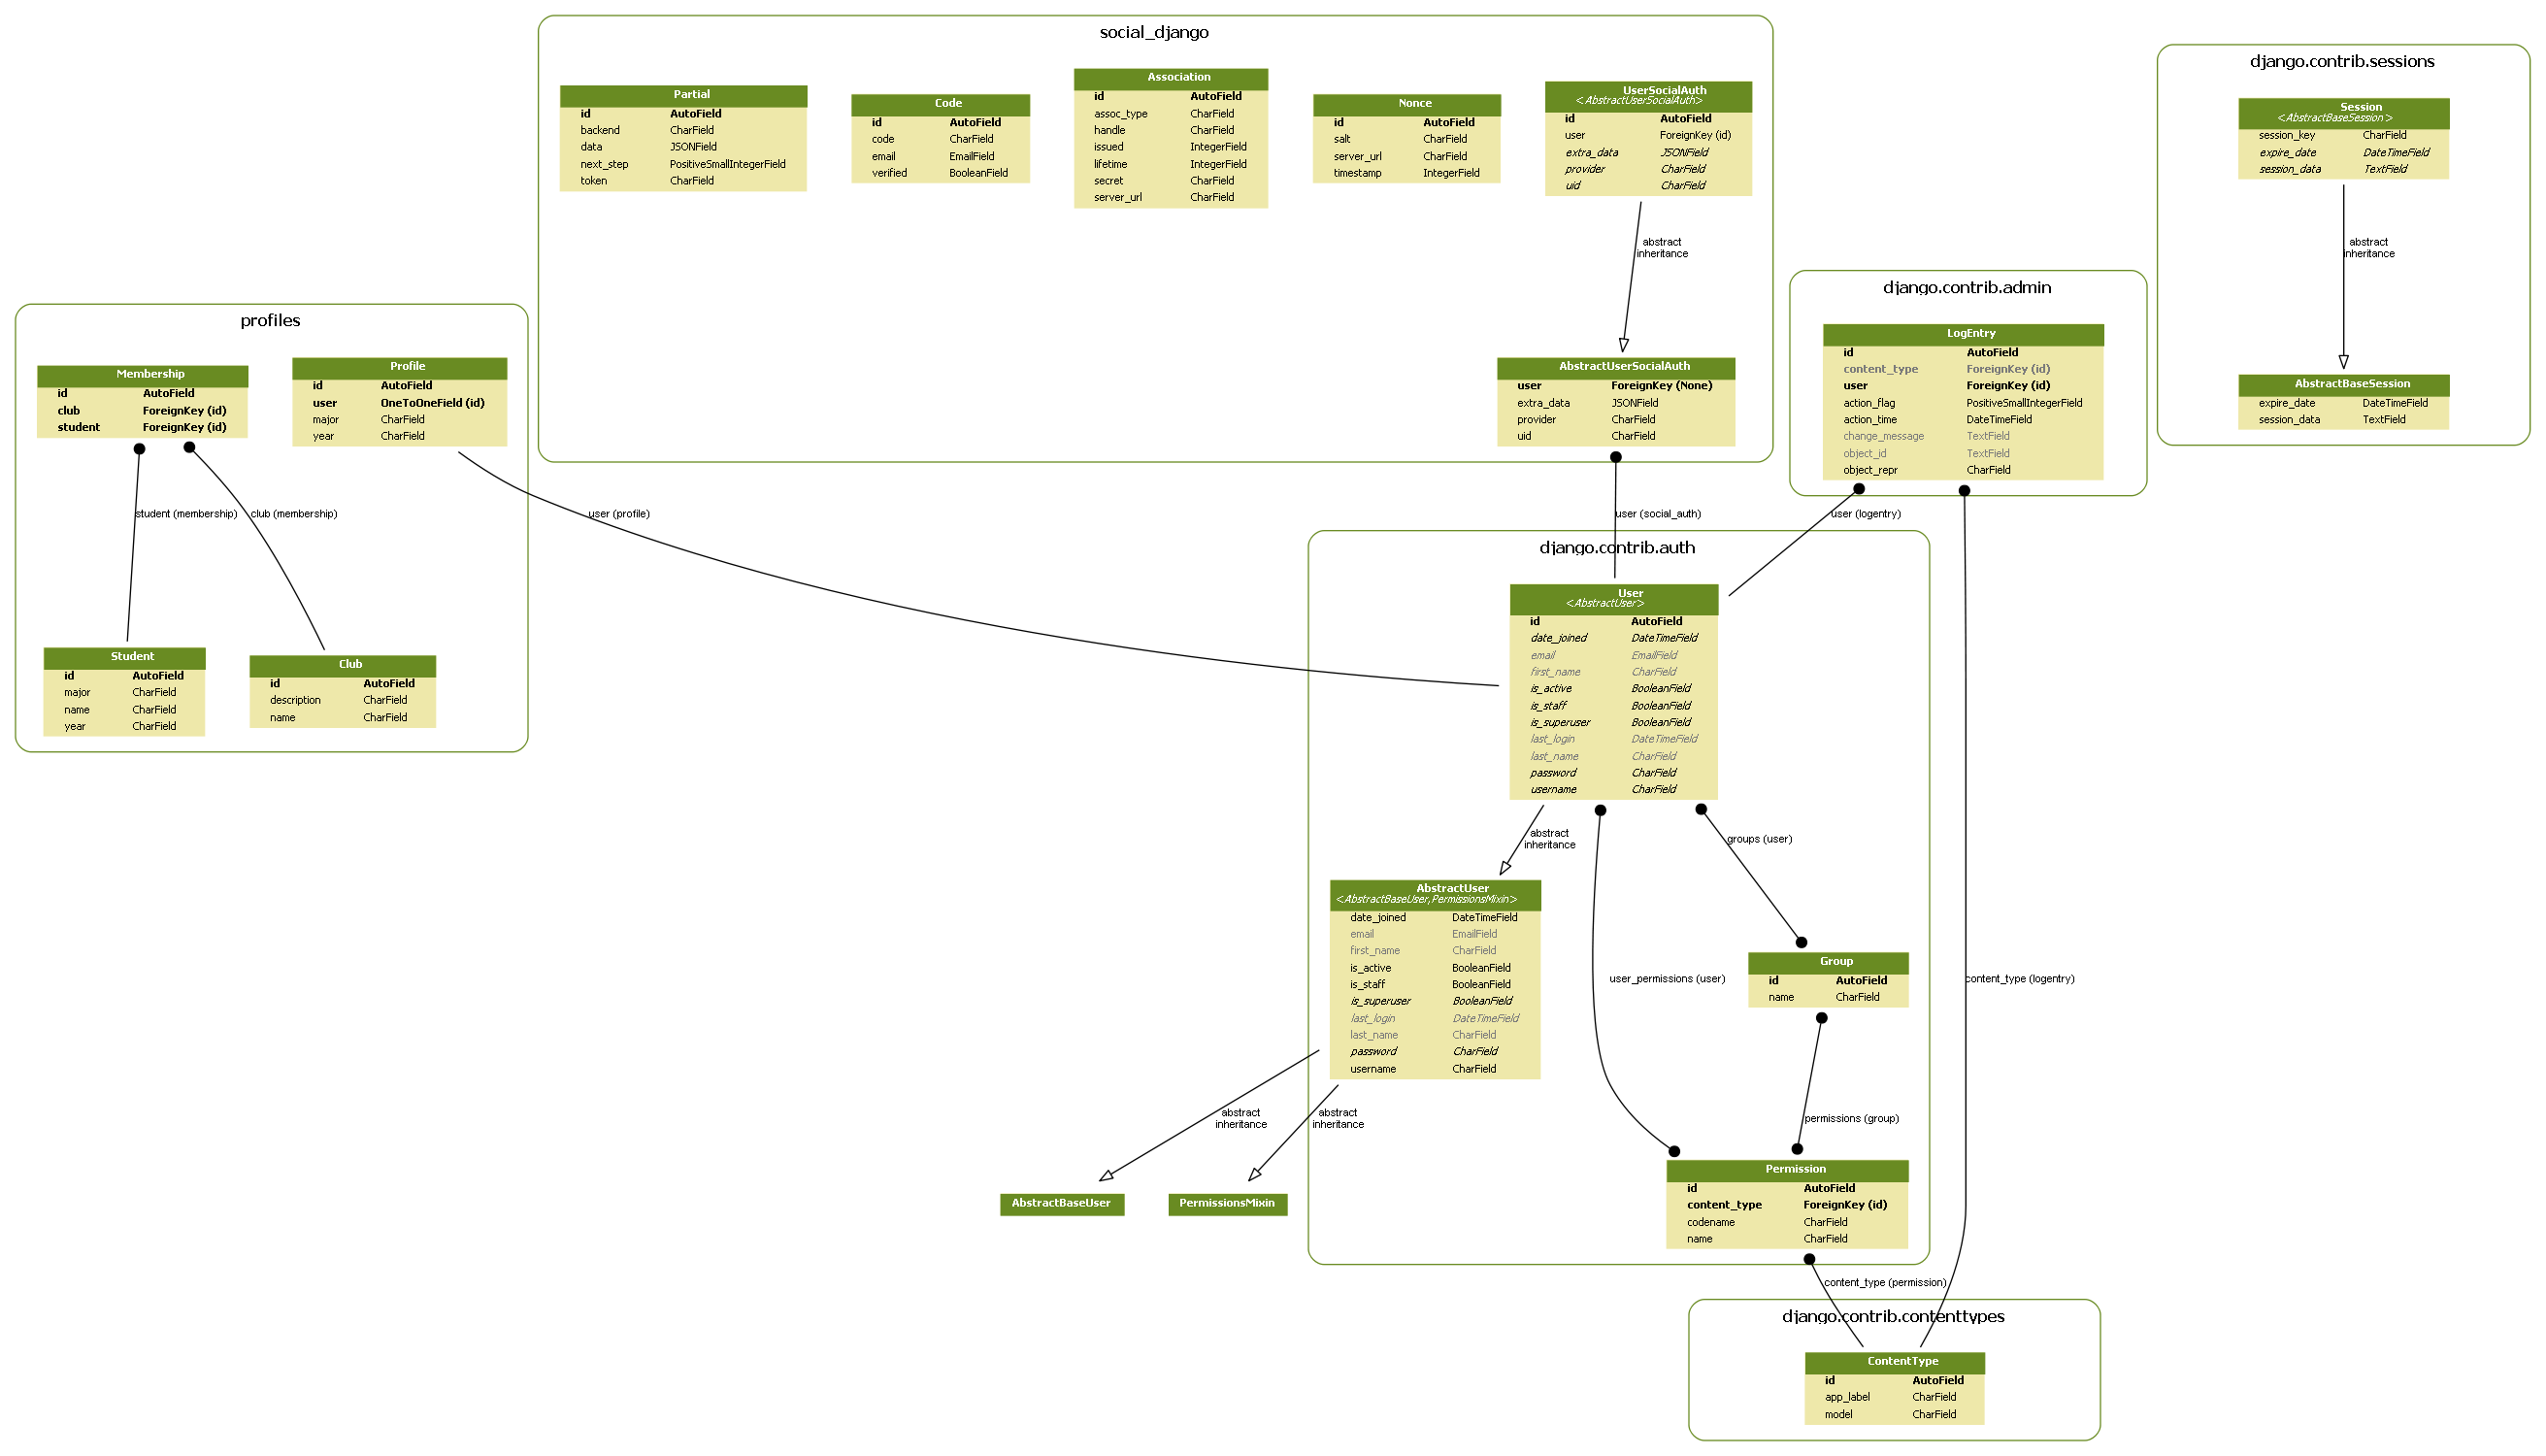 social_django
Partial
id AutoField
backend CharField
data JSONField
next_step PositiveSmallIntegerField
token CharField
Code
id AutoField
code CharField
email EmailField
verified BooleanField
Association
id AutoField
assoc_type CharField
handle CharField
issued IntegerField
lifetime IntegerField
secret CharField
server_url CharField
Nonce
id AutoField
salt CharField
server_url CharField
timestamp IntegerField
UserSocialAuth
<AbstractUserSocialAuth>
id AutoField
user ForeignKey (id)
extra_data JSONField
provider CharField
uid CharField
abstract
inheritance
AbstractUserSocialAuth
user ForeignKey (None)
extra_data JSONField
provider CharField
uid CharField
django.contrib.sessions
Session
<AbstractBaseSession>
session_key CharField
expire_date DateTimeField
session_data TextField
abstract
inheritance
AbstractBaseSession
expire_date DateTimeField
session_data TextField
django.contrib.admin
LogEntry
id AutoField
content_type ForeignKey (id)
user ForeignKey (id)
action_flag PositiveSmallIntegerField
action_time DateTimeField
change_message TextField
object_id TextField
object_repr CharField
profiles
Membership
id AutoField
club ForeignKey (id)
student ForeignKey (id)
Profile
id AutoField
user OneToOneField (id)
major CharField
year CharField
student (membership)
club (membership)
user (profile)
user (social_auth)
user (logentry)
Student
id AutoField
major CharField
name CharField
year CharField
Club
id AutoField
description CharField
name CharField
django.contrib.auth
User
<AbstractUser>
id AutoField
date_joined DateTimeField
email EmailField
first_name CharField
is_active BooleanField
is_staff BooleanField
is_superuser BooleanField
last_login DateTimeField
last_name CharField
password CharField
username CharField
abstract
inheritance
groups (user)
AbstractUser
<AbstractBaseUser,PermissionsMixin>
date_joined DateTimeField
email EmailField
first_name CharField
is_active BooleanField
is_staff BooleanField
is_superuser BooleanField
last_login DateTimeField
last_name CharField
password CharField
username CharField
user_permissions (user)
Group
id AutoField
name CharField
content_type (logentry)
abstract
inheritance
abstract
inheritance
permissions (group)
AbstractBaseUser
PermissionsMixin
Permission
id AutoField
content_type ForeignKey (id)
codename CharField
name CharField
content_type (permission)
django.contrib.contenttypes
ContentType
id AutoField
app_label CharField
model CharField